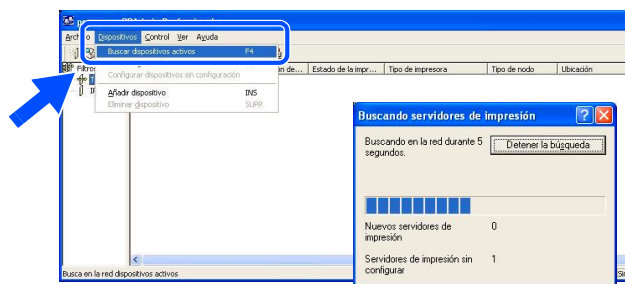 Dispositivos Control Ver Ayuda
Buscar dispositivos activos F4
Configurar dispositivos sin configuración
Añadir dispositivo INS
Eliminar dispositivo SUPR
Estado de la impr... Tipo de impresora Tipo de nodo Ubicación
Filtros
Buscando servidores de impresión
Buscando en la red durante 5
segundos.
Detener la búsqueda
Nuevos servidores de
impresión
0
Servidores de impresión sin
configurar
1
Busca en la red dispositivos activos